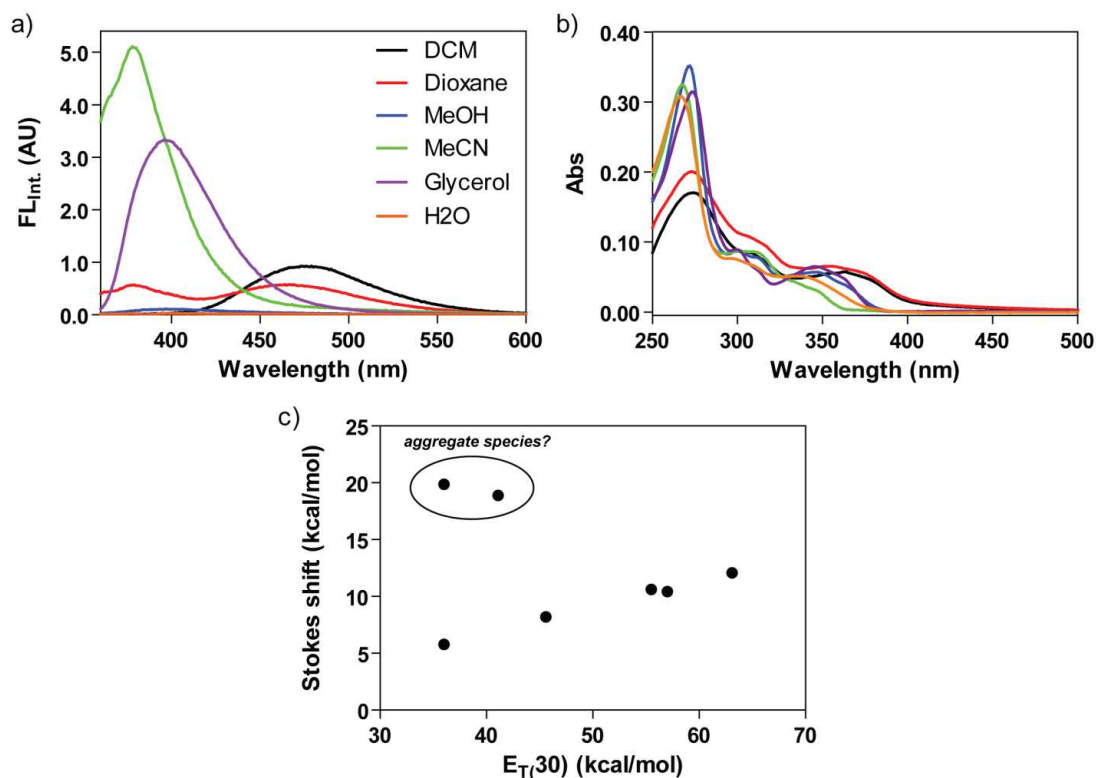 a)
FL Int. (AU)
5.0
4.0
3.0
2.0
1.0
0.0
400
450
500
550
600
Wavelength (nm)
DCM
Dioxane
MeOH
MeCN
Glycerol
H2O
b)
Abs
0.40
0.30
0.20
0.10
0.00
250
300
350
400
450
500
Wavelength (nm)
c)
Stokes shift (kcal/mol)
25
20
15
10
5
0
aggregate species?
30
40
50
60
70
ET(30) (kcal/mol)